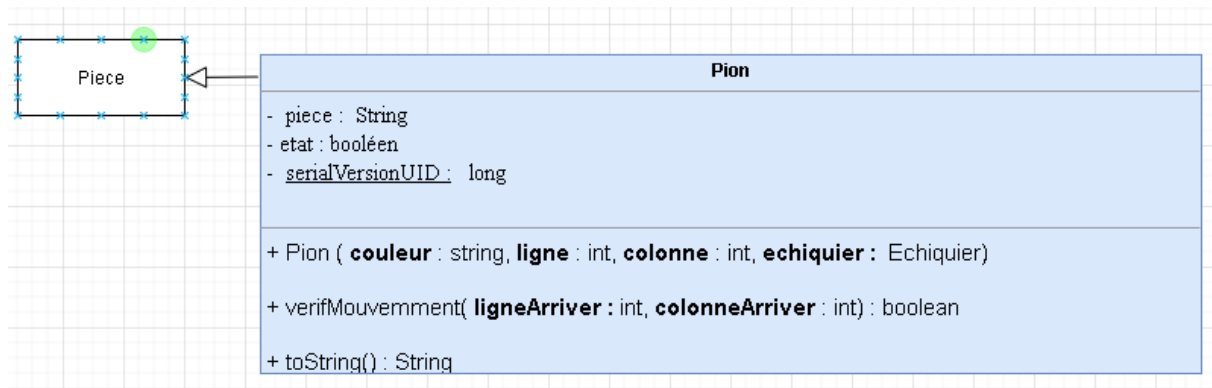 Piece
Pion
- piece : String
- etat : booléen
- serialVersionUID : long
+ Pion ( couleur : string, ligne : int, colonne : int, echiquier : Echiquier)
+ verifMouvemment( ligneArriver : int, colonneArriver : int) : boolean
+ toString() : String